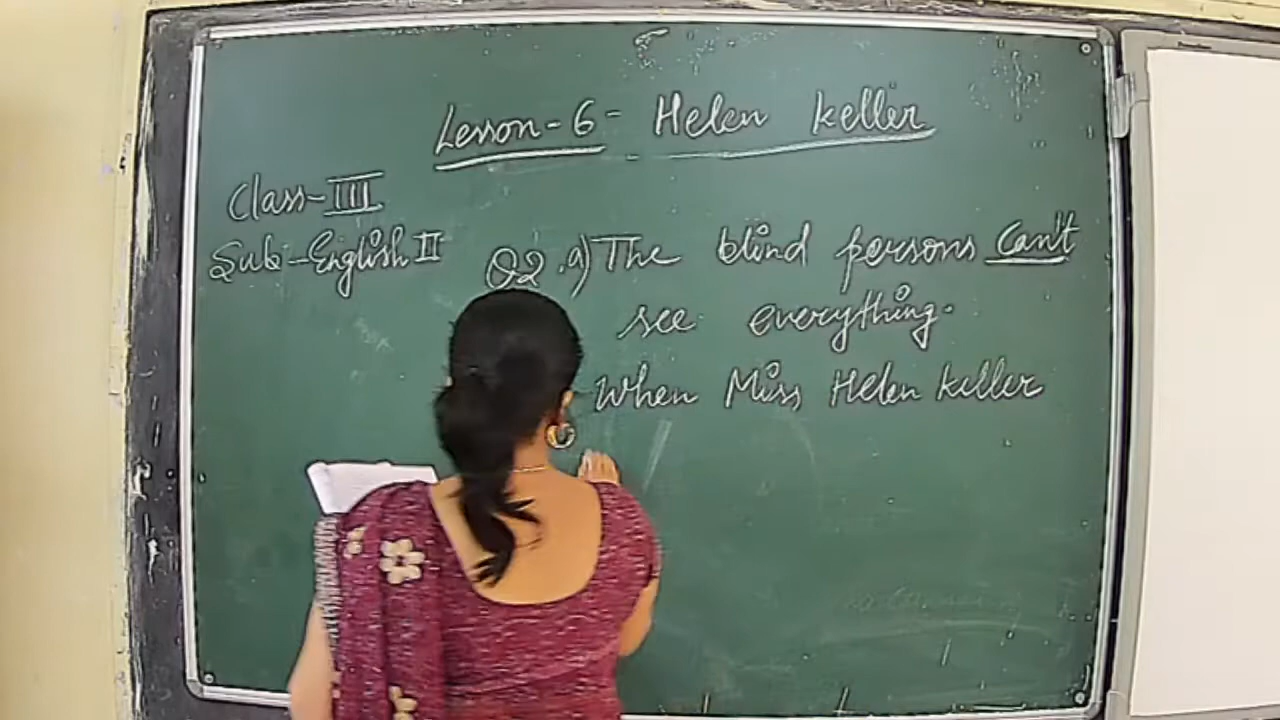 Lesson-6- Helen Keller
Class-III
Sub-English II
Q2.a) The blind persons can't
see everything.
When Miss Helen Keller